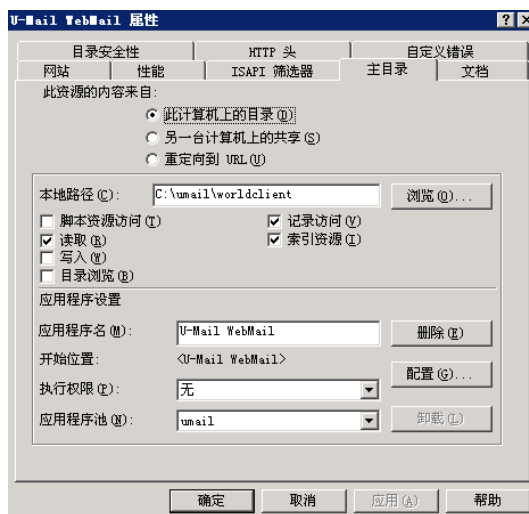 U-Mail WebMail 属性
目录安全性 HTTP 头 自定义错误
网站 性能 ISAPI 筛选器 主目录 文档
此资源的内容来自:
此计算机上的目录(D)
另一台计算机上的共享(S)
重定向到 URL(U)
本地路径(C): C:\umail\worldclient 浏览(O)...
脚本资源访问(T) 记录访问(V)
读取(R) 索引资源(I)
写入(W)
目录浏览(B)
应用程序设置
应用程序名(M): U-Mail WebMail 删除(E)
开始位置: <U-Mail WebMail>
配置(G)...
执行权限(P): 无
应用程序池(N): umail 卸载(L)
确定 取消 应用(A) 帮助